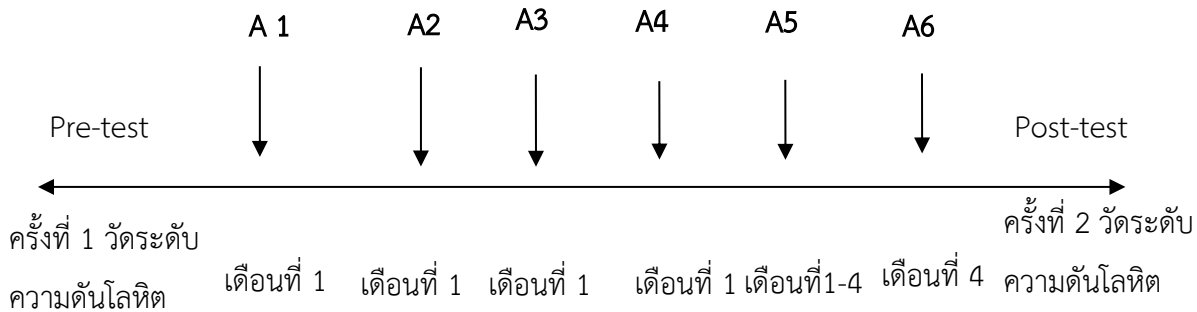 A 1 A2 A3 A4 A5 A6
Pre-test Post-test
ครั้งที่ 1 วัดระดับ
ความดันโลหิต
เดือนที่ 1 เดือนที่ 1 เดือนที่ 1 เดือนที่ 1 เดือนที่1-4 เดือนที่ 4
ครั้งที่ 2 วัดระดับ
ความดันโลหิต